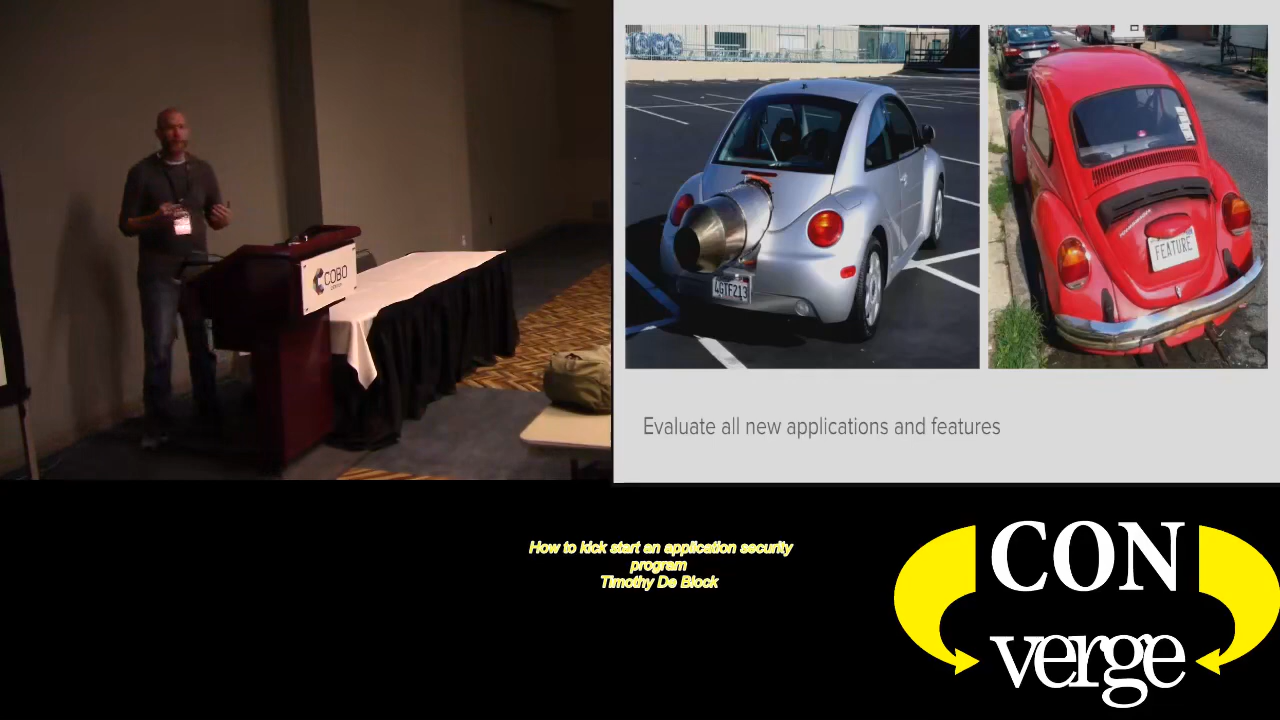 COBO
4GTF213
FEATURE
Evaluate all new applications and features
How to kick start an application security
program
Timothy De Block
CON
verge